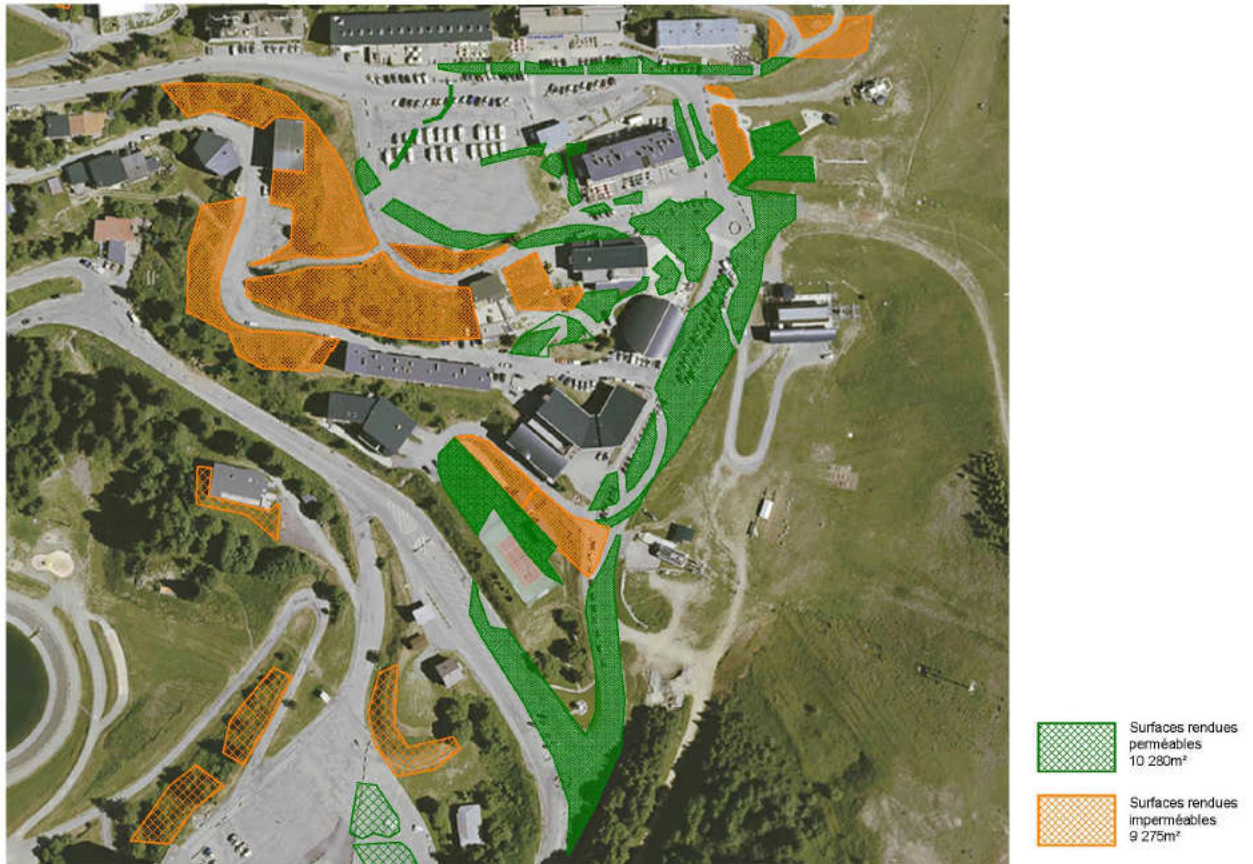 Surfaces rendues
perméables
10 280m²
Surfaces rendues
imperméables
9 275m²